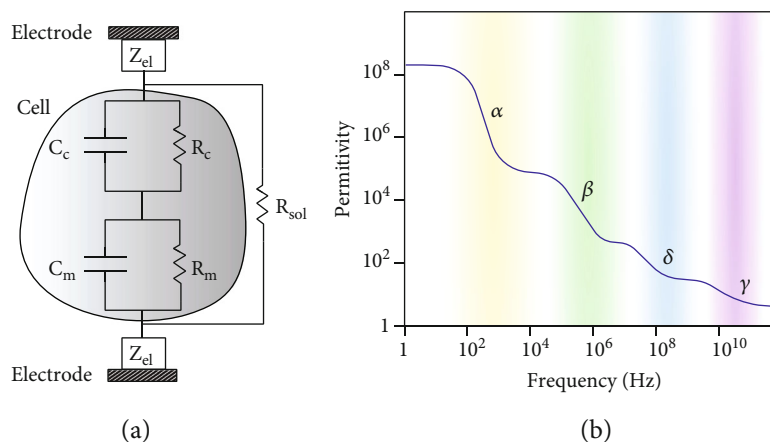 Electrode
Z_el
Cell
C_c
R_c
R_sol
C_m
R_m
Z_el
Electrode
(a)
Permitivity
10^8
10^6
10^4
10^2
1
α
β
δ
γ
1
10^2
10^4
10^6
10^8
10^10
Frequency (Hz)
(b)